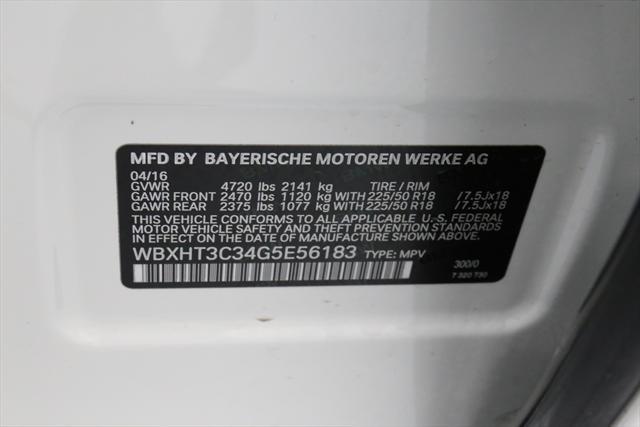 MFD BY BAYERISCHE MOTOREN WERKE AG
04/16
GVWR 4720 lbs 2141 kg TIRE / RIM
GAWR FRONT 2470 lbs 1120 kg WITH 225/50 R18 /7.5Jx18
GAWR REAR 2375 lbs 1077 kg WITH 225/50 R18 /7.5Jx18
THIS VEHICLE CONFORMS TO ALL APPLICABLE U.S. FEDERAL
MOTOR VEHICLE SAFETY AND THEFT PREVENTION STANDARDS
IN EFFECT ON THE DATE OF MANUFACTURE SHOWN ABOVE.
WBXHT3C34G5E56183 TYPE: MPV
300/0
7 320 730